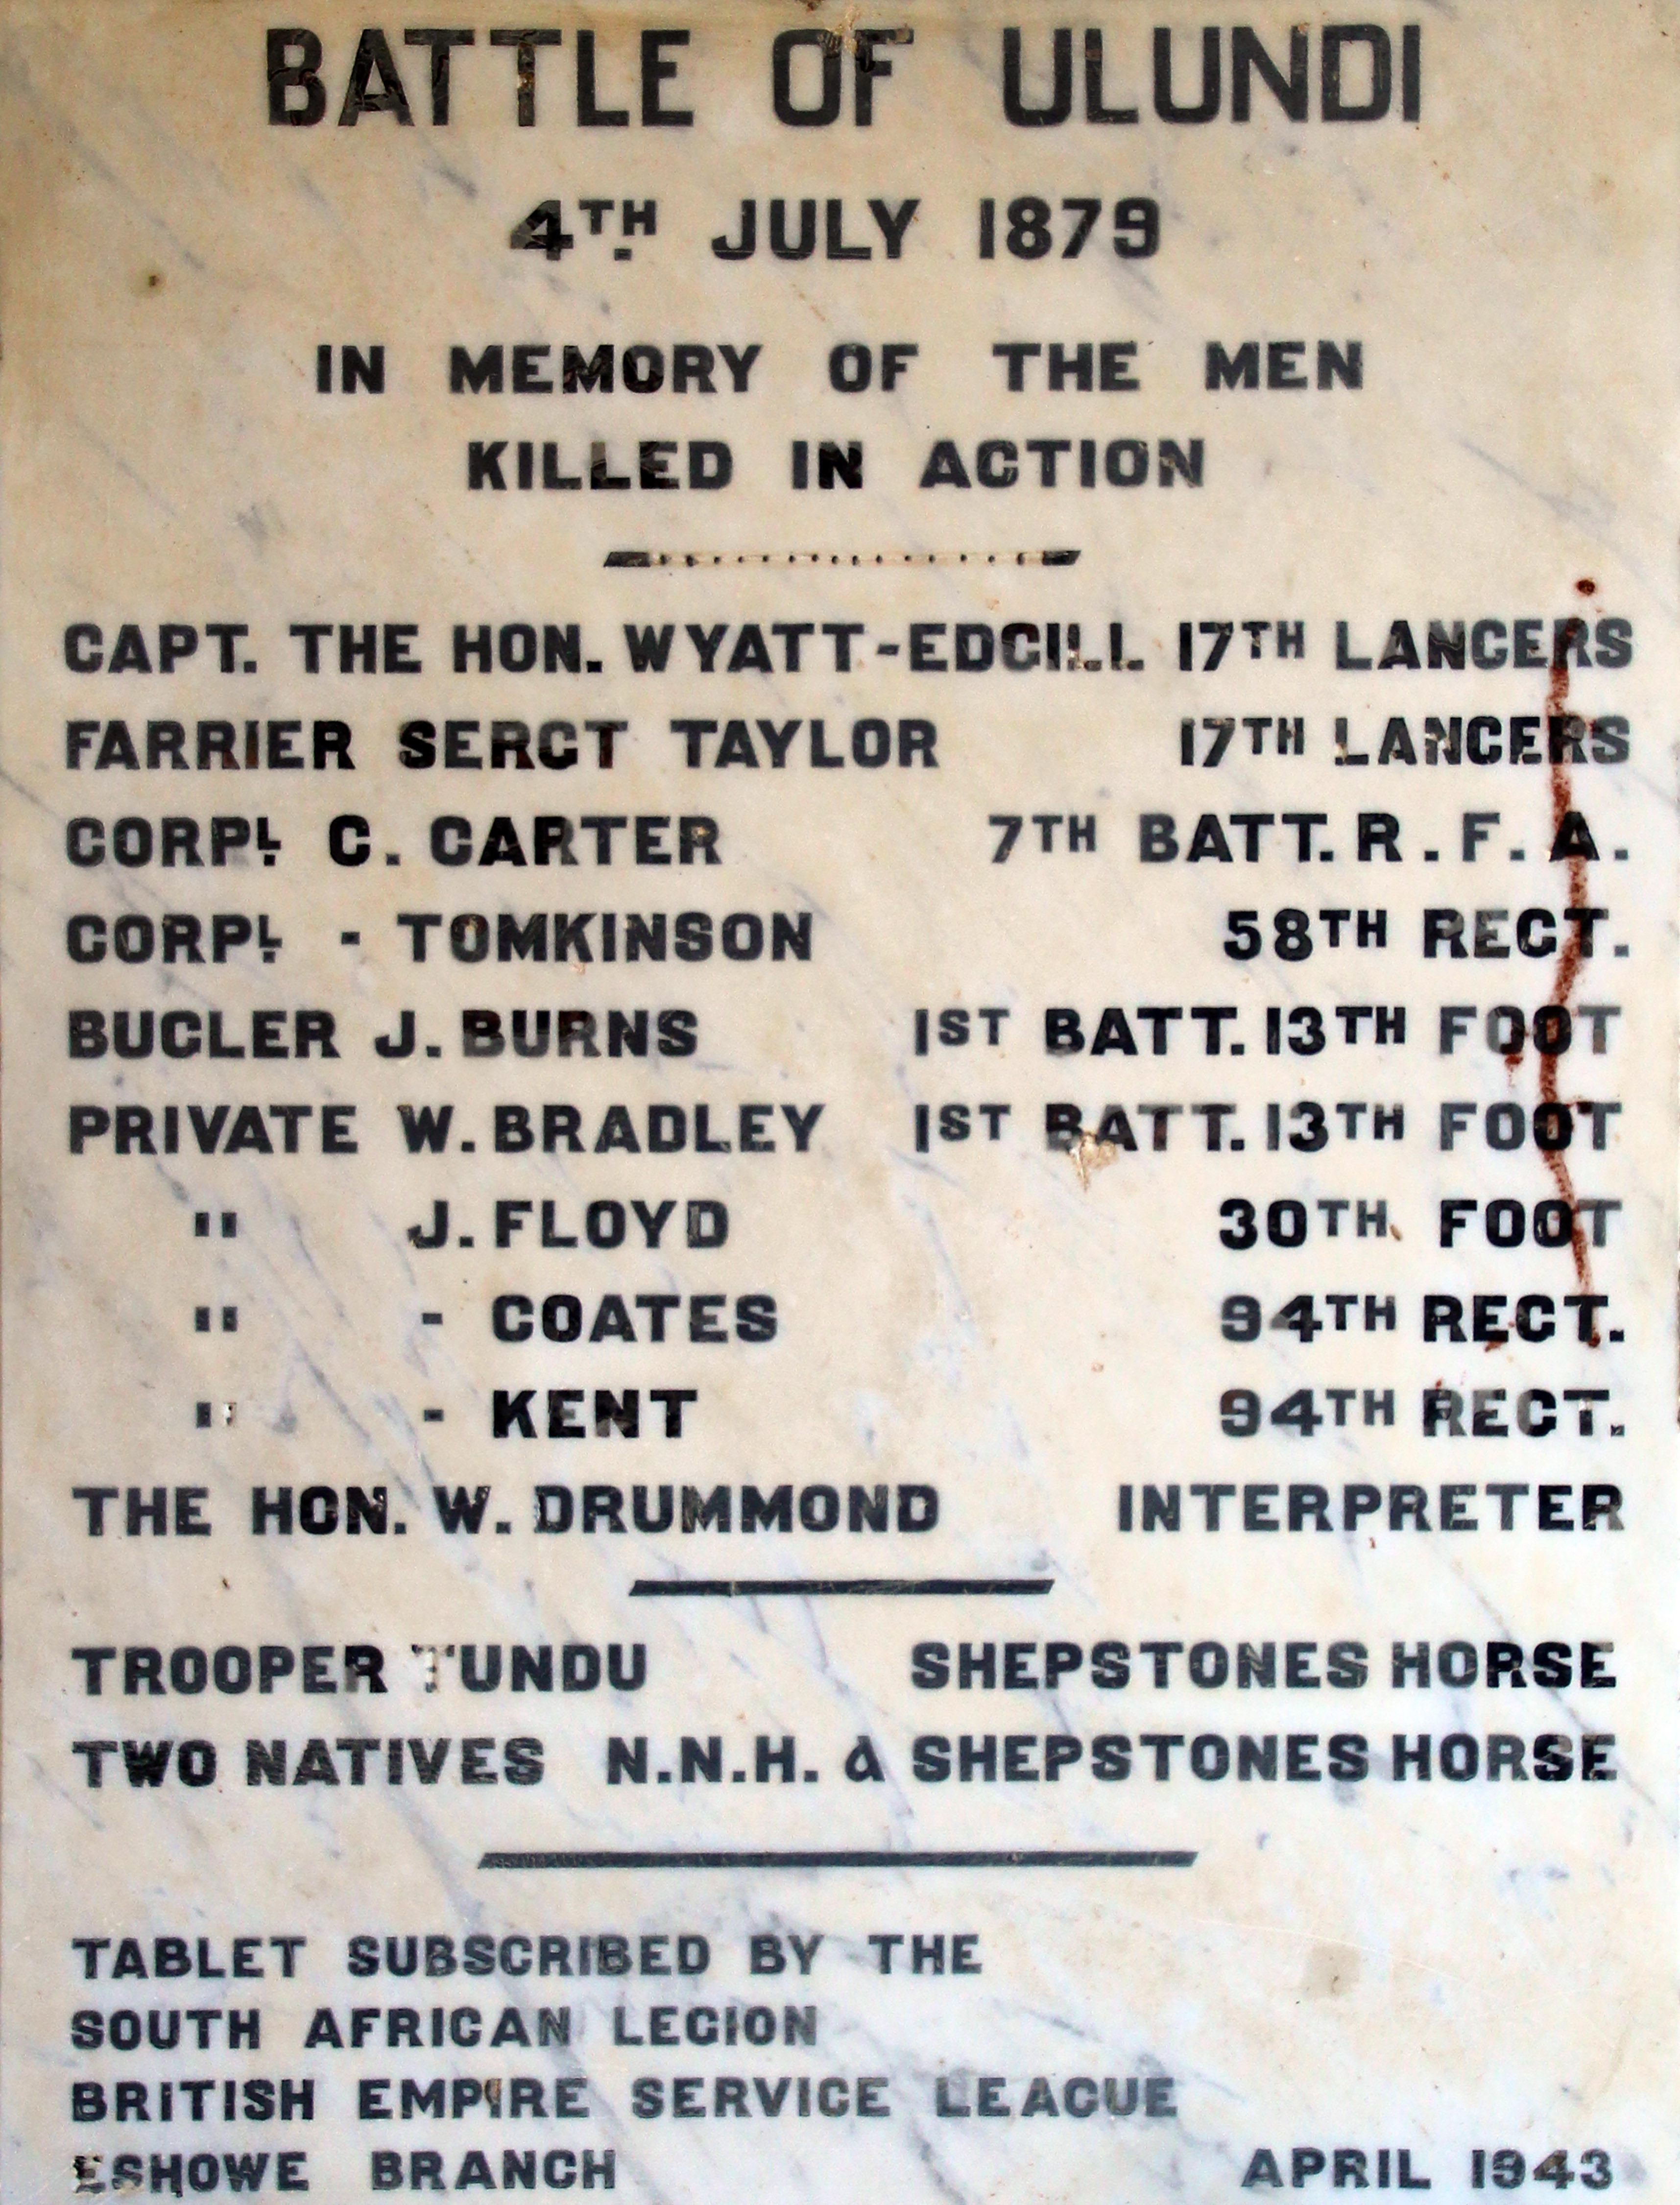 BATTLE OF ULUNDI
4TH. JULY 1879
IN MEMORY OF THE MEN
KILLED IN ACTION
CAPT. THE HON. WYATT-EDGILL 17TH LANCERS
FARRIER SERGT TAYLOR 17TH LANCERS
CORPL. C. CARTER 7TH BATT. R. F. A.
CORPL. - TOMKINSON 58TH REGT.
BUGLER J. BURNS 1ST BATT. 13TH FOOT
PRIVATE W. BRADLEY 1ST BATT. 13TH FOOT
" J. FLOYD 30TH FOOT
" - COATES 94TH REGT.
" - KENT 94TH REGT.
THE HON. W. DRUMMOND INTERPRETER
TROOPER TUNDU SHEPSTONES HORSE
TWO NATIVES N.N.H. & SHEPSTONES HORSE
TABLET SUBSCRIBED BY THE
SOUTH AFRICAN LEGION
BRITISH EMPIRE SERVICE LEAGUE
ESHOWE BRANCH APRIL 1943